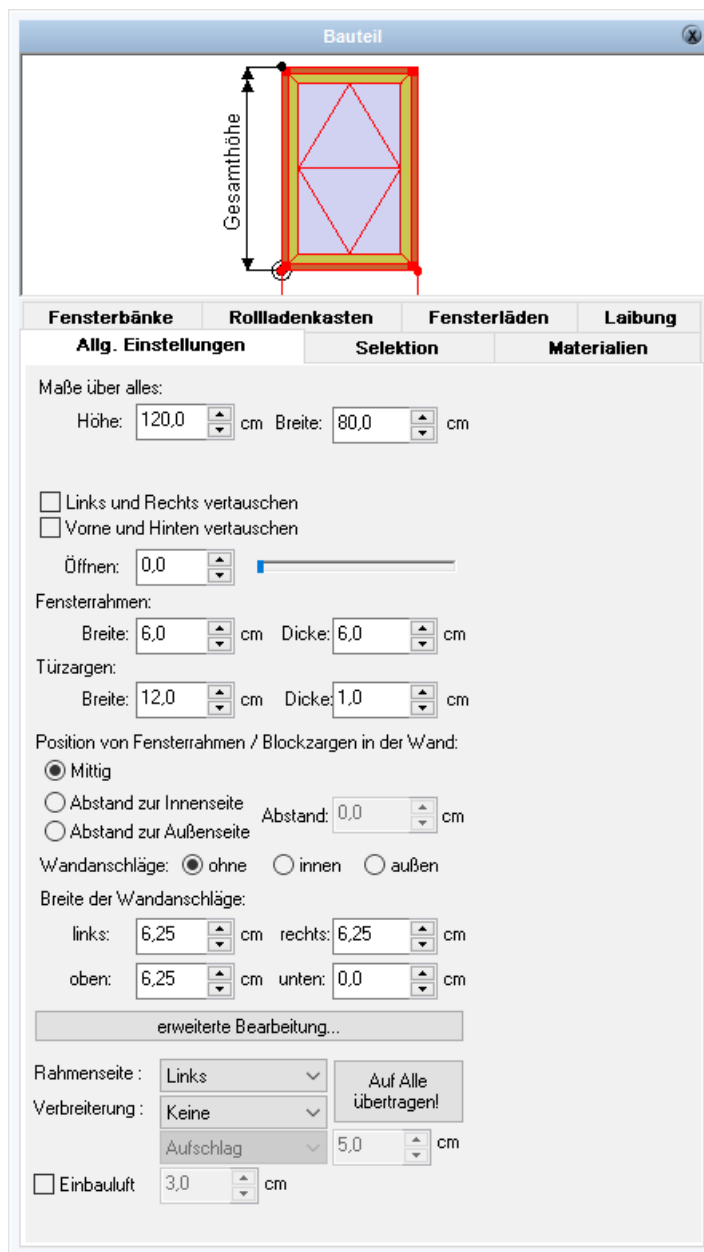 Bauteil
Gesamthöhe
Fensterbänke Rollladenkasten Fensterläden Laibung
Allg. Einstellungen Selektion Materialien
Maße über alles:
Höhe: 120,0 cm Breite: 80,0 cm
Links und Rechts vertauschen
Vorne und Hinten vertauschen
Öffnen: 0,0
Fensterrahmen:
Breite: 6,0 cm Dicke: 6,0 cm
Türzargen:
Breite: 12,0 cm Dicke: 1,0 cm
Position von Fensterrahmen / Blockzargen in der Wand:
Mittig
Abstand zur Innenseite
Abstand: 0,0 cm
Abstand zur Außenseite
Wandanschläge: ohne innen außen
Breite der Wandanschläge:
links: 6,25 cm rechts: 6,25 cm
oben: 6,25 cm unten: 0,0 cm
erweiterte Bearbeitung...
Rahmenseite : Links
Auf Alle übertragen!
Verbreiterung : Keine
Aufschlag 5,0 cm
Einbauluft 3,0 cm